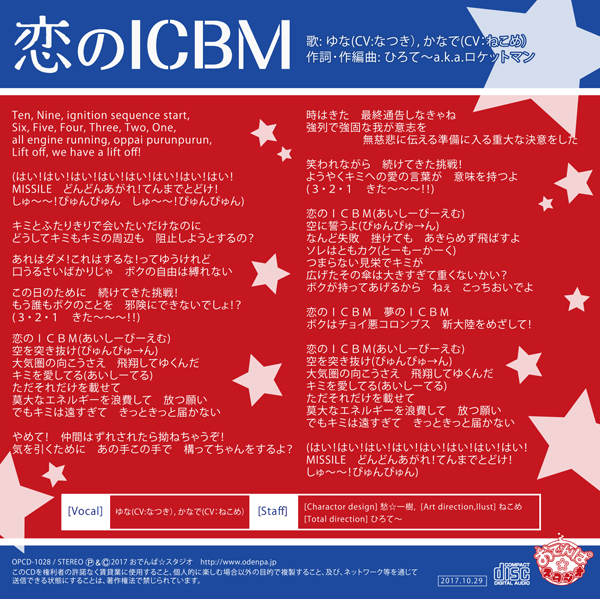 恋のICBM
歌: ゆな(CV:なつき), かなで(CV:ねこめ)
作詞・作編曲: ひろて～a.k.a.ロケットマン
Ten, Nine, ignition sequence start,
Six, Five, Four, Three, Two, One,
all engine running, oppai purunpurun,
Lift off, we have a lift off!
(はい!はい!はい!はい!はい!はい!はい!はい!
MISSILE　どんどんあがれ!てんまでとどけ!
しゅ～～!ぴゅんぴゅん　しゅ～～!ぴゅんぴゅん)
キミとふたりきりで会いたいだけなのに
どうしてキミもキミの周辺も　阻止しようとするの?
あれはダメ!これはするな!ってゆうけれど
口うるさいばかりじゃ　ボクの自由は縛れない
この日のために　続けてきた挑戦!
もう誰もボクのことを　邪険にできないでしょ!?
(３・２・１　きた～～～!!)
恋のＩＣＢＭ(あいしーびーえむ)
空を突き抜け(ぴゅんぴゅ→ん)
大気圏の向こうさえ　飛翔してゆくんだ
キミを愛してる(あいしーてる)
ただそれだけを載せて
莫大なエネルギーを浪費して　放つ願い
でもキミは遠すぎて　きっときっと届かない
やめて!　仲間はずれされたら拗ねちゃうぞ!
気を引くために　あの手この手で　構ってちゃんをするよ?
時はきた　最終通告しなきゃね
強列で強固な我が意志を
無慈悲に伝える準備に入る重大な決意をした
笑われながら　続けてきた挑戦!
ようやくキミへの愛の言葉が　意味を持つよ
(３・２・１　きた～～～!!)
恋のＩＣＢＭ(あいしーびーえむ)
空に誓うよ(ぴゅんぴゅ→ん)
なんど失敗　挫けても　あきらめず飛ばすよ
ソレはともカク(とーもーかーく)
つまらない見栄でキミが
広げたその傘は大きすぎて重くないかい?
ボクが持ってあげるから　ねぇ　こっちおいでよ
恋のＩＣＢＭ　夢のＩＣＢＭ
ボクはチョイ悪コロンブス　新大陸をめざして!
恋のＩＣＢＭ(あいしーびーえむ)
空を突き抜け(ぴゅんぴゅ→ん)
大気圏の向こうさえ　飛翔してゆくんだ
キミを愛してる(あいしーてる)
ただそれだけを載せて
莫大なエネルギーを浪費して　放つ願い
でもキミは遠すぎて　きっときっと届かない
(はい!はい!はい!はい!はい!はい!はい!はい!
MISSILE　どんどんあがれ!てんまでとどけ!
しゅ～～!ぴゅんぴゅん)
[Vocal] ゆな(CV:なつき), かなで(CV:ねこめ)
[Staff] [Charactor design] 愁☆一樹, [Art direction,Ilust] ねこめ
[Total direction] ひろて～
OPCD-1028 / STEREO Ⓟ&Ⓒ2017 おでんぱ☆スタジオ　http://www.odenpa.com/
このCDを権利者の許諾なく賃貸業に使用すること、個人的に楽しむ場合以外の目的で複製すること、及び、ネットワーク等を通じて
送信できる状態にすることは、著作権法で禁じられています。
2017.10.29
COMPACT
disc
DIGITAL AUDIO
おでんぱ
☆スタジオ